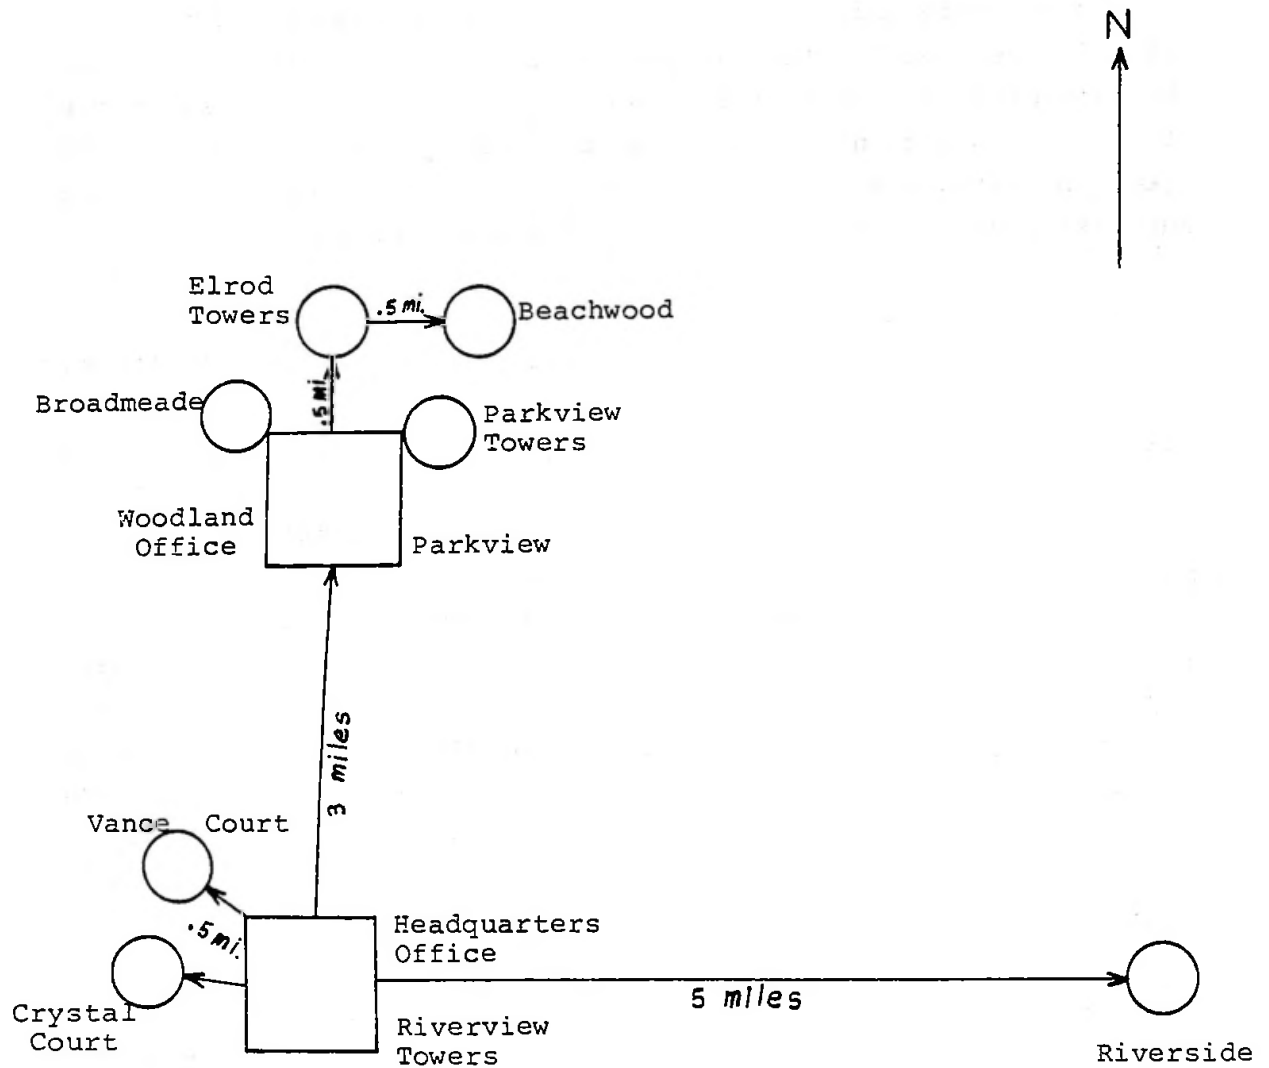 N
Elrod
Towers
.5 mi.
Beachwood
Broadmeade
.5 mi.
Parkview
Towers
Woodland
Office
Parkview
3 miles
Vance Court
.5 mi.
Headquarters
Office
5 miles
Crystal
Court
Riverview
Towers
Riverside